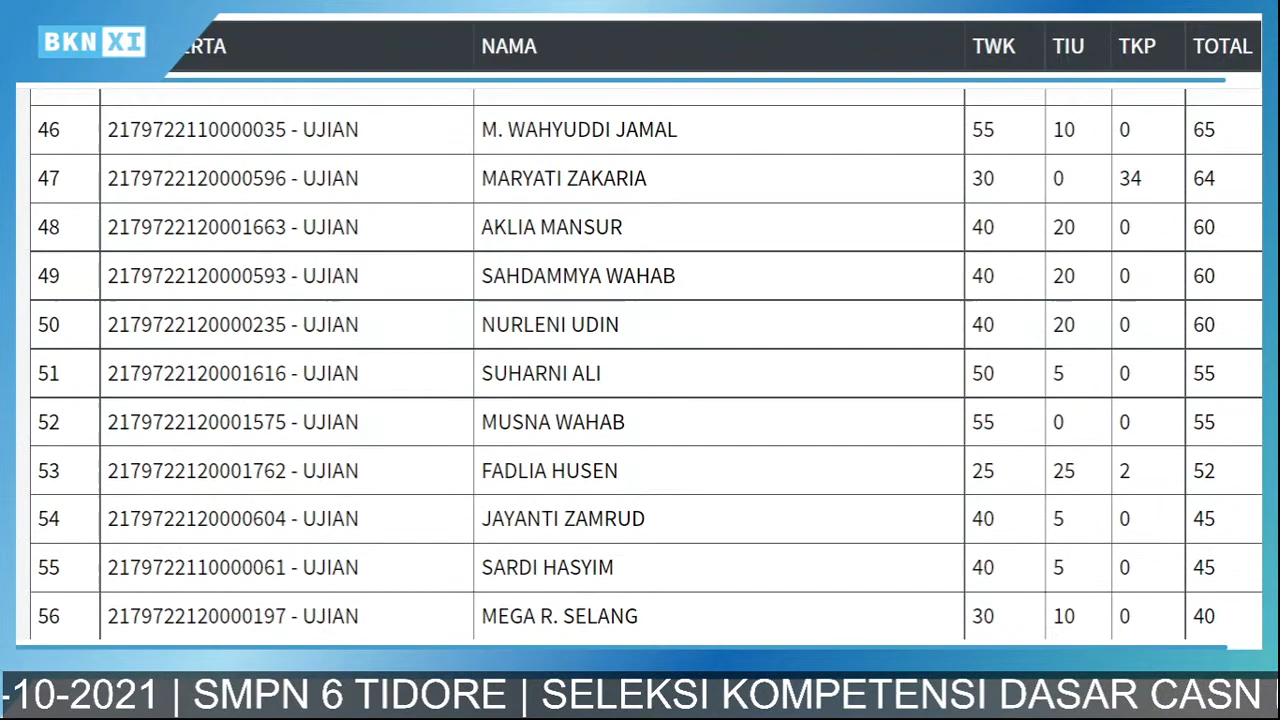 BKN XI
ERTA NAMA TWK TIU TKP TOTAL
46 2179722110000035 - UJIAN M. WAHYUDDI JAMAL 55 10 0 65
47 2179722120000596 - UJIAN MARYATI ZAKARIA 30 0 34 64
48 2179722120001663 - UJIAN AKLIA MANSUR 40 20 0 60
49 2179722120000593 - UJIAN SAHDAMMYA WAHAB 40 20 0 60
50 2179722120000235 - UJIAN NURLENI UDIN 40 20 0 60
51 2179722120001616 - UJIAN SUHARNI ALI 50 5 0 55
52 2179722120001575 - UJIAN MUSNA WAHAB 55 0 0 55
53 2179722120001762 - UJIAN FADLIA HUSEN 25 25 2 52
54 2179722120000604 - UJIAN JAYANTI ZAMRUD 40 5 0 45
55 2179722110000061 - UJIAN SARDI HASYIM 40 5 0 45
56 2179722120000197 - UJIAN MEGA R. SELANG 30 10 0 40
-10-2021 | SMPN 6 TIDORE | SELEKSI KOMPETENSI DASAR CASN